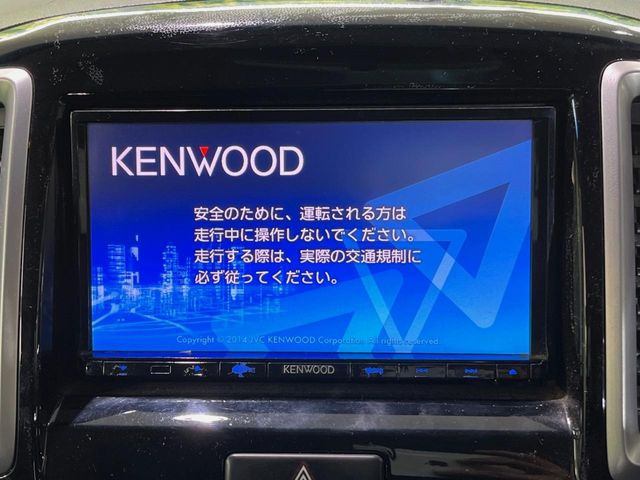 KENWOOD
安全のために、運転される方は
走行中に操作しないでください。
走行する際は、実際の交通規制に
必ず従ってください。
Copyright © 2014 JVC KENWOOD Corporation. All rights reserved.
KENWOOD